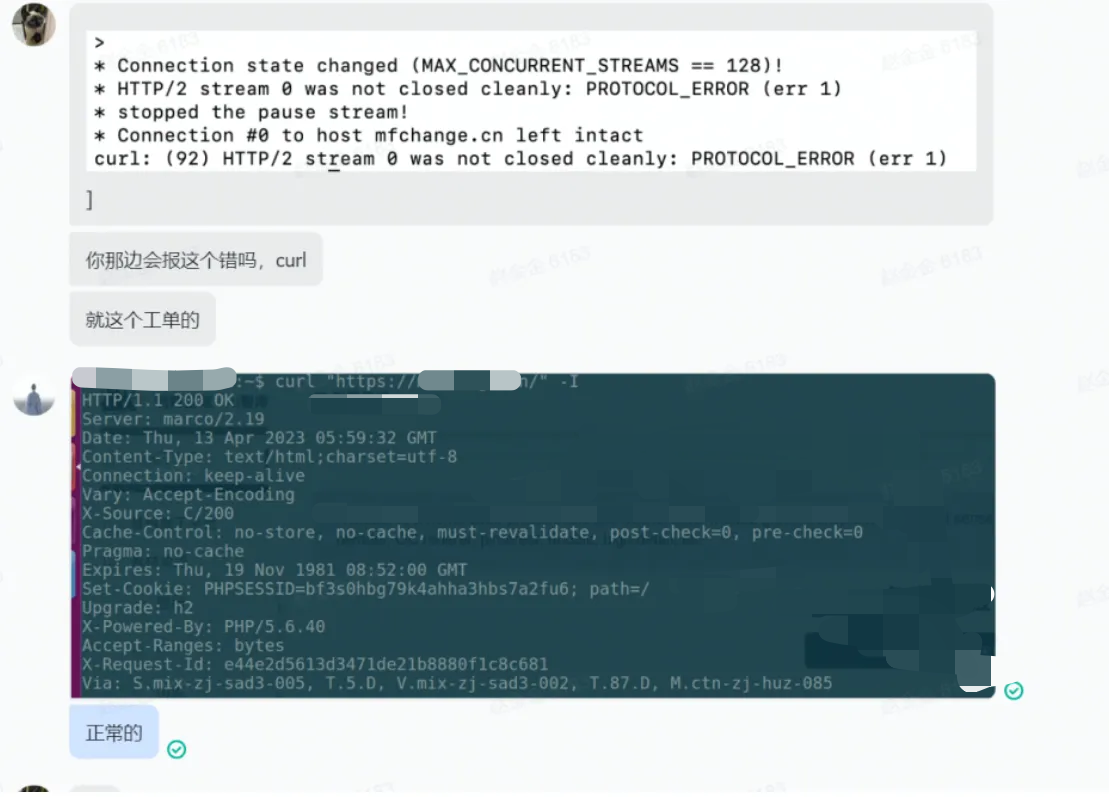 >
* Connection state changed (MAX_CONCURRENT_STREAMS == 128)!
* HTTP/2 stream 0 was not closed cleanly: PROTOCOL_ERROR (err 1)
* stopped the pause stream!
* Connection #0 to host mfchange.cn left intact
curl: (92) HTTP/2 stream 0 was not closed cleanly: PROTOCOL_ERROR (err 1)
]
你那边会报这个错吗，curl
就这个工单的
:~$ curl "https:// n/" -I
HTTP/1.1 200 OK
Server: marco/2.19
Date: Thu, 13 Apr 2023 05:59:32 GMT
Content-Type: text/html;charset=utf-8
Connection: keep-alive
Vary: Accept-Encoding
X-Source: C/200
Cache-Control: no-store, no-cache, must-revalidate, post-check=0, pre-check=0
Pragma: no-cache
Expires: Thu, 19 Nov 1981 08:52:00 GMT
Set-Cookie: PHPSESSID=bf3s0hbg79k4ahha3hbs7a2fu6; path=/
Upgrade: h2
X-Powered-By: PHP/5.6.40
Accept-Ranges: bytes
X-Request-Id: e44e2d5613d3471de21b8880f1c8c681
Via: S.mix-zj-sad3-005, T.5.D, V.mix-zj-sad3-002, T.87.D, M.ctn-zj-huz-085
正常的